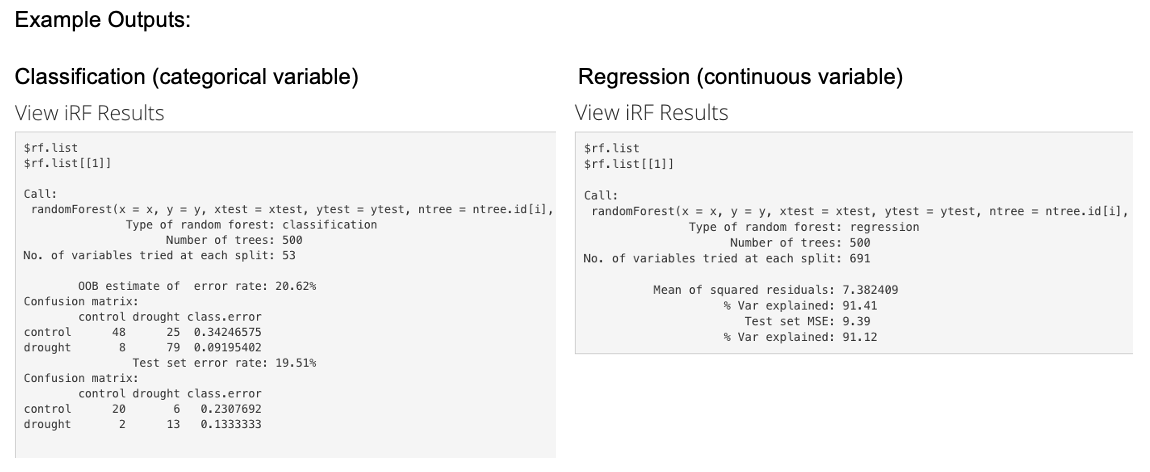 Example Outputs:
Classification (categorical variable)
View iRF Results
$rf.list
$rf.list[[1]]
Call:
randomForest(x = x, y = y, xtest = xtest, ytest = ytest, ntree = ntree.id[i],
Type of random forest: classification
Number of trees: 500
No. of variables tried at each split: 53
OOB estimate of  error rate: 20.62%
Confusion matrix:
control drought class.error
control      48      25  0.34246575
drought       8      79  0.09195402
Test set error rate: 19.51%
Confusion matrix:
control drought class.error
control      20       6   0.2307692
drought       2      13   0.1333333
Regression (continuous variable)
View iRF Results
$rf.list
$rf.list[[1]]
Call:
randomForest(x = x, y = y, xtest = xtest, ytest = ytest, ntree = ntree.id[i],
Type of random forest: regression
Number of trees: 500
No. of variables tried at each split: 691
Mean of squared residuals: 7.382409
% Var explained: 91.41
Test set MSE: 9.39
% Var explained: 91.12